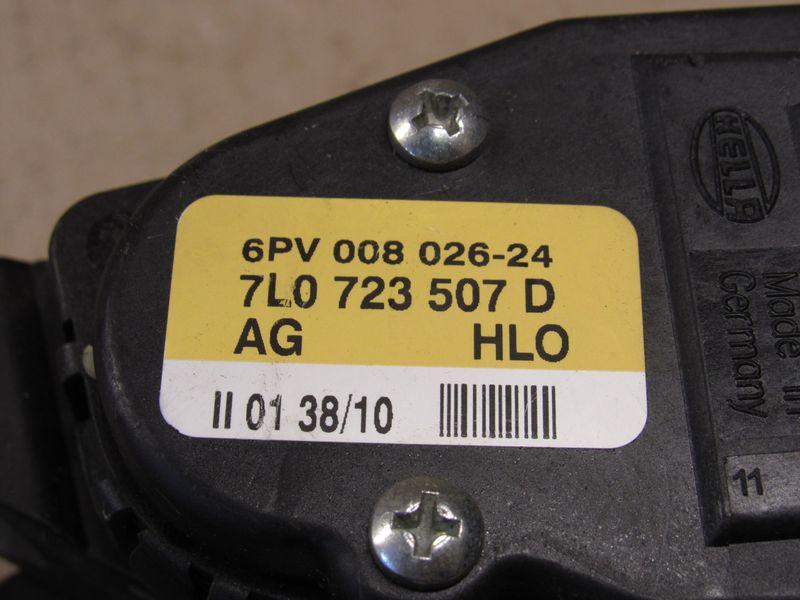 6PV 008 026-24
7L0 723 507 D
AG HLO
II 01 38/10
HELLA
Made in
Germany
11